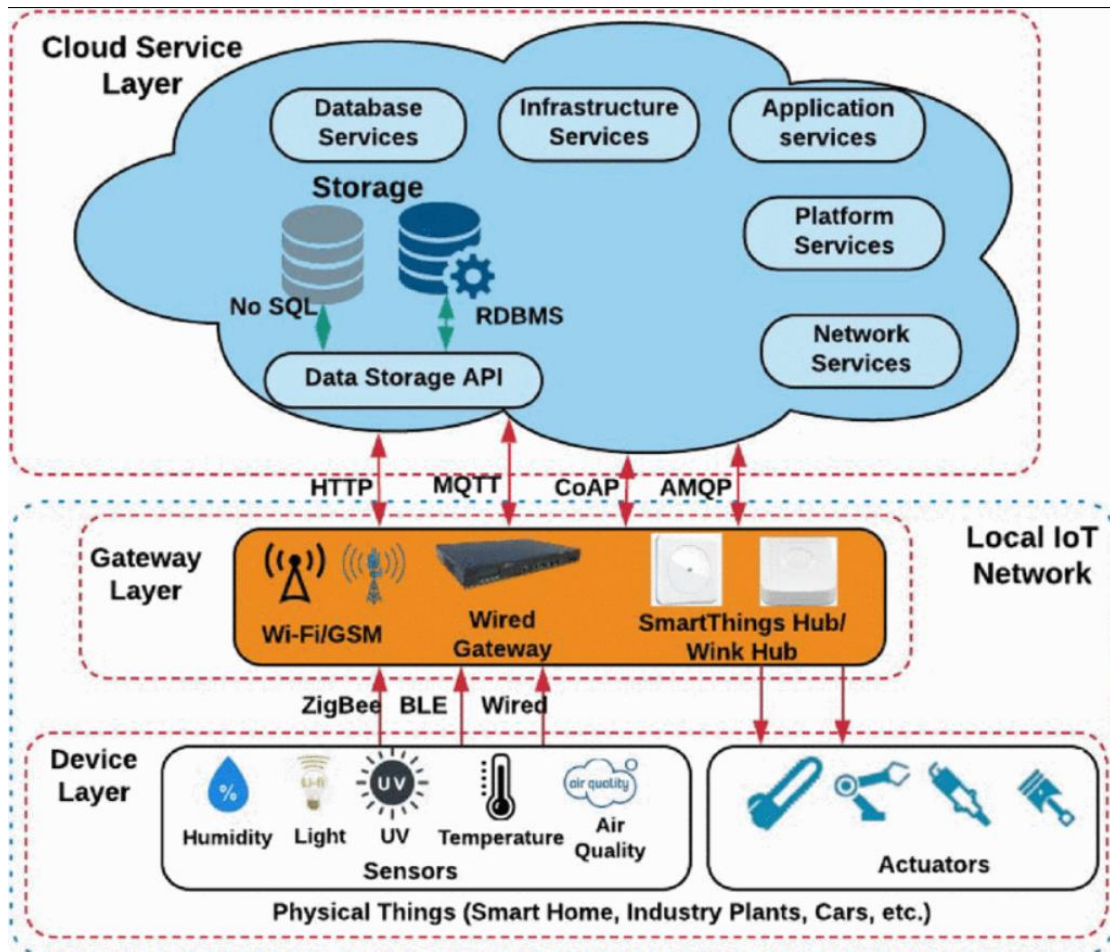 Cloud Service
Layer
Database
Services
Infrastructure
Services
Application
services
Storage
Platform
Services
No SQL
RDBMS
Network
Services
Data Storage API
HTTP
MQTT
CoAP
AMQP
Local IoT
Network
Gateway
Layer
Wi-Fi/GSM
Wired
Gateway
SmartThings Hub/
Wink Hub
ZigBee
BLE
Wired
Device
Layer
%
Li-fi
UV
air quality
Humidity
Light
UV
Temperature
Air
Quality
Sensors
Actuators
Physical Things (Smart Home, Industry Plants, Cars, etc.)